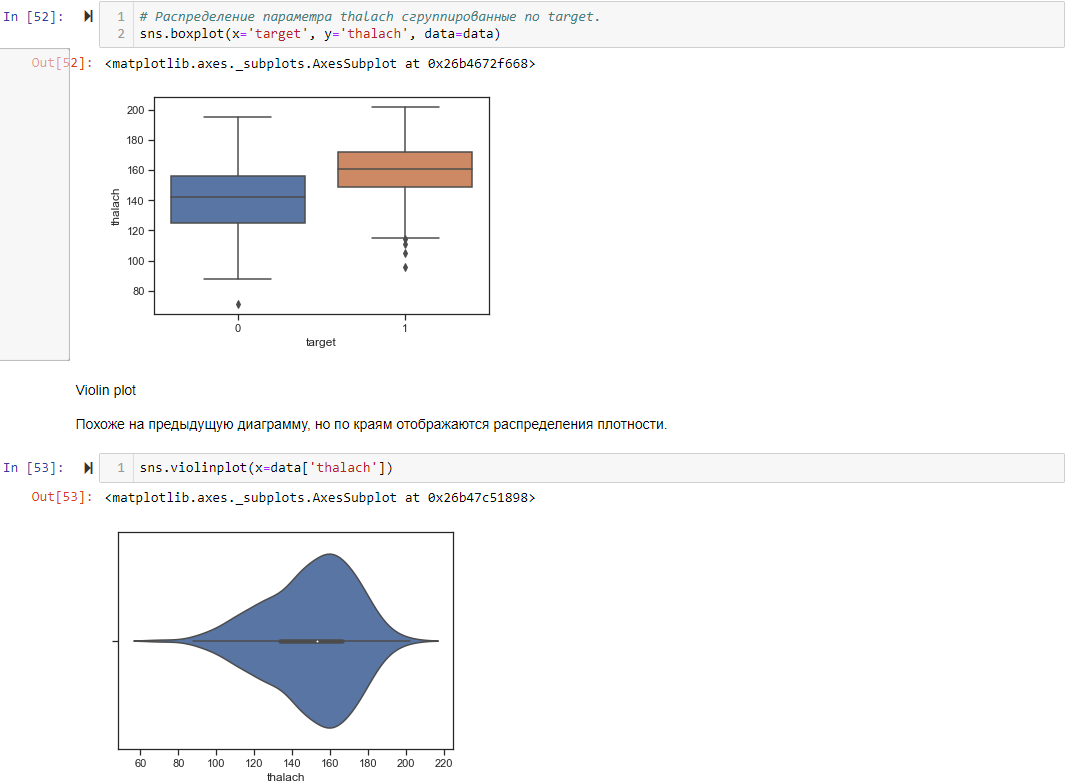 In [52]:
1 # Распределение параметра thalach сгруппированные по target.
2 sns.boxplot(x='target', y='thalach', data=data)
Out[52]: <matplotlib.axes._subplots.AxesSubplot at 0x26b4672f668>
200
180
160
140
120
100
80
thalach
0 1
target
Violin plot
Похоже на предыдущую диаграмму, но по краям отображаются распределения плотности.
In [53]: 1 sns.violinplot(x=data['thalach'])
Out[53]: <matplotlib.axes._subplots.AxesSubplot at 0x26b47c51898>
60 80 100 120 140 160 180 200 220
thalach